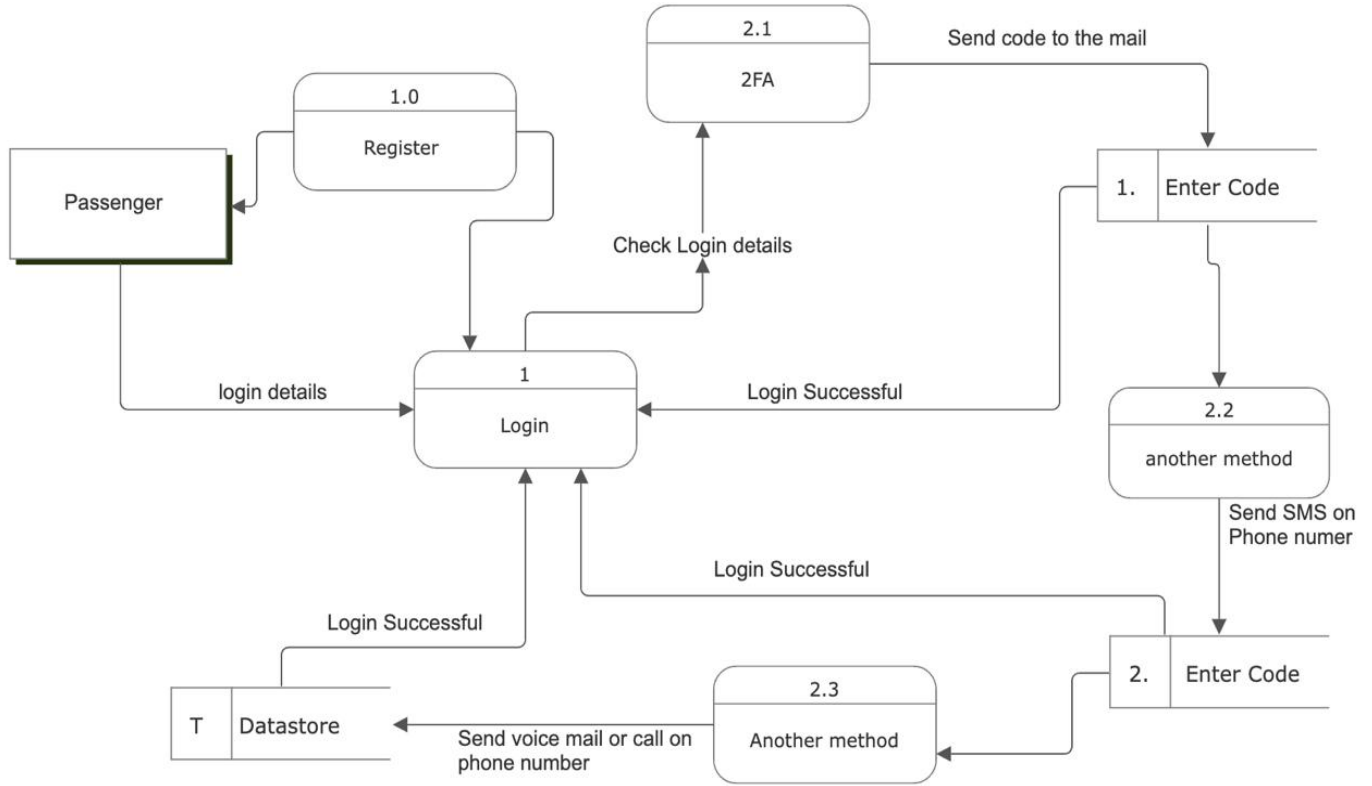 2.1
Send code to the mail
2FA
1.0
Register
Passenger
1.
Enter Code
Check Login details
1
login details
Login Successful
Login
2.2
another method
Send SMS on
Phone numer
Login Successful
Login Successful
2.
Enter Code
2.3
T
Datastore
Another method
Send voice mail or call on
phone number